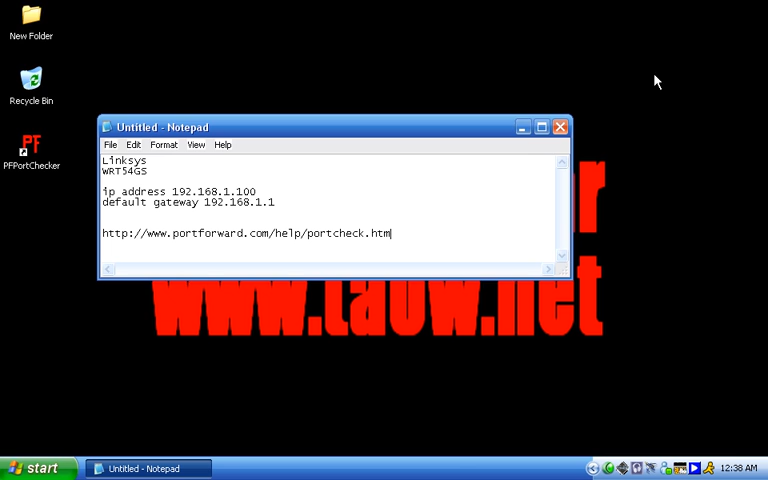 New Folder
Recycle Bin
PF
PFPortChecker
Untitled - Notepad
File Edit Format View Help
Linksys
WRT54GS
ip address 192.168.1.100
default gateway 192.168.1.1
http://www.portforward.com/help/portcheck.htm
www.taow.net
start
Untitled - Notepad
12:38 AM